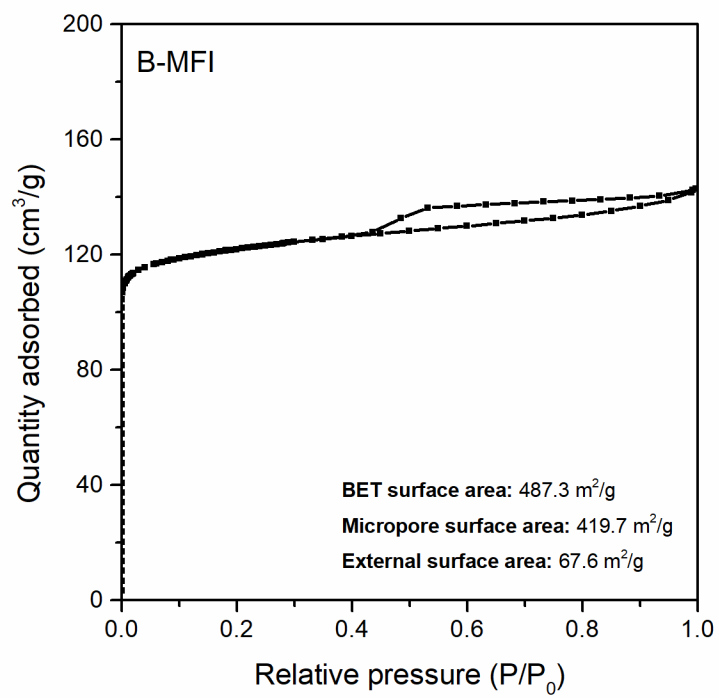 B-MFI
Quantity adsorbed (cm³/g)
200
160
120
80
40
0
BET surface area: 487.3 m²/g
Micropore surface area: 419.7 m²/g
External surface area: 67.6 m²/g
0.0 0.2 0.4 0.6 0.8 1.0
Relative pressure (P/P₀)